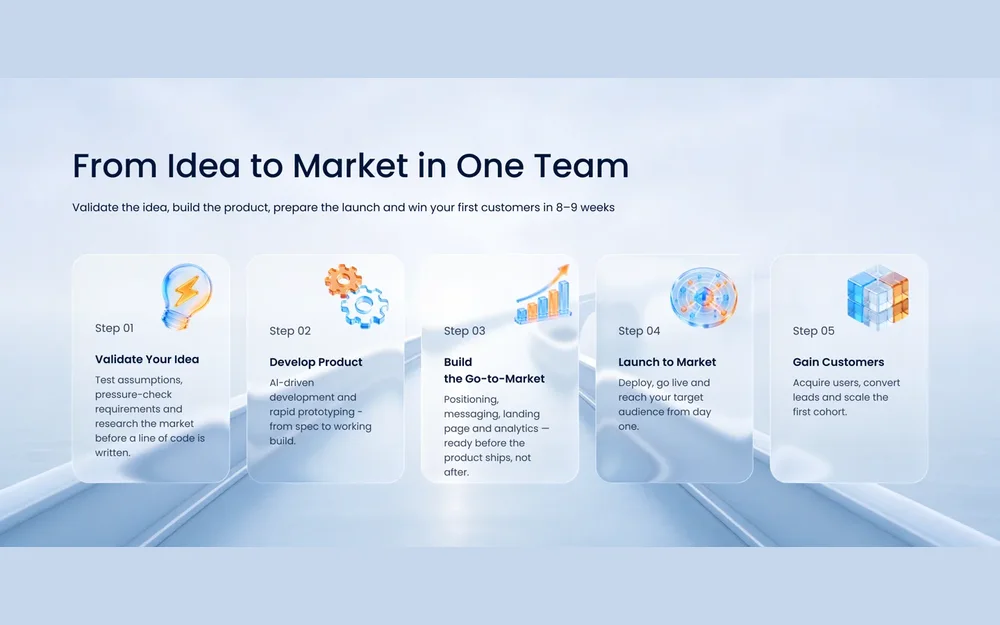 From Idea to Market in One Team
Validate the idea, build the product, prepare the launch and win your first customers in 8–9 weeks
Step 01
Validate Your Idea
Test assumptions,
pressure-check
requirements and
research the market
before a line of code is
written.
Step 02
Develop Product
AI-driven
development and
rapid prototyping -
from spec to working
build.
Step 03
Build
the Go-to-Market
Positioning,
messaging, landing
page and analytics —
ready before the
product ships, not
after.
Step 04
Launch to Market
Deploy, go live and
reach your target
audience from day
one.
Step 05
Gain Customers
Acquire users, convert
leads and scale the
first cohort.